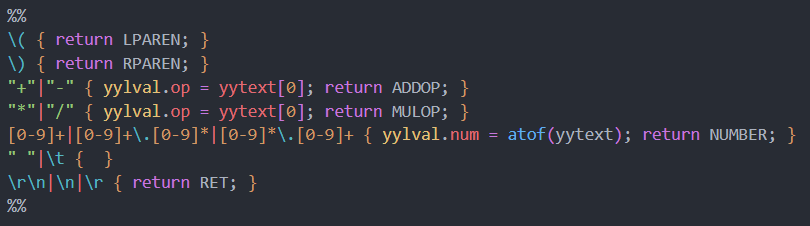 %%
\( { return LPAREN; }
\) { return RPAREN; }
"+"|"-" { yylval.op = yytext[0]; return ADDOP; }
"*"|"/" { yylval.op = yytext[0]; return MULOP; }
[0-9]+|[0-9]+\.[0-9]*|[0-9]*\.[0-9]+ { yylval.num = atof(yytext); return NUMBER; }
" "|\t {  }
\r\n|\n|\r { return RET; }
%%